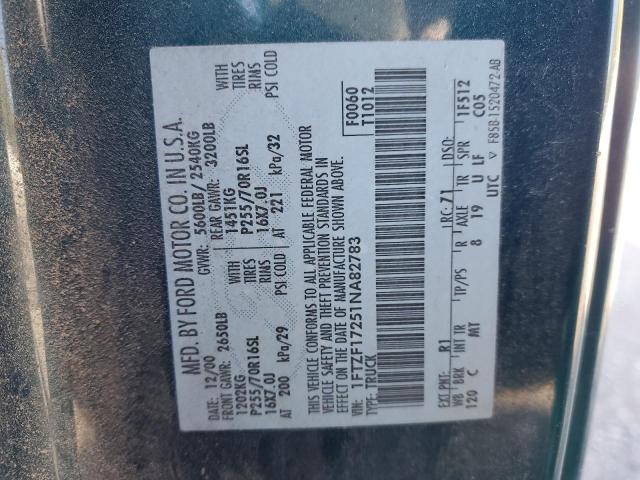 MFD. BY FORD MOTOR CO. IN U.S.A.
DATE: 12/00 GVWR: 5600LB/ 2540KG
FRONT GAWR: 2650LB REAR GAWR: 3200LB
1202KG WITH 1451KG WITH
P255/70R16SL TIRES P255/70R16SL TIRES
16X7.0J RIMS 16X7.0J RIMS
AT 200 kPa/29 PSI COLD AT 221 kPa/32 PSI COLD
THIS VEHICLE CONFORMS TO ALL APPLICABLE FEDERAL MOTOR
VEHICLE SAFETY AND THEFT PREVENTION STANDARDS IN
EFFECT ON THE DATE OF MANUFACTURE SHOWN ABOVE.
VIN: 1FTZF17251NA82783
TYPE: TRUCK
F0060
T1012
EXT PNT: R1 RC: 71 DSO:
WB BRK INT TR TP/PS R AXLE TR SPR 1F512
120 C MT 8 19 U LF C05
UTC F85B-1520472-AB